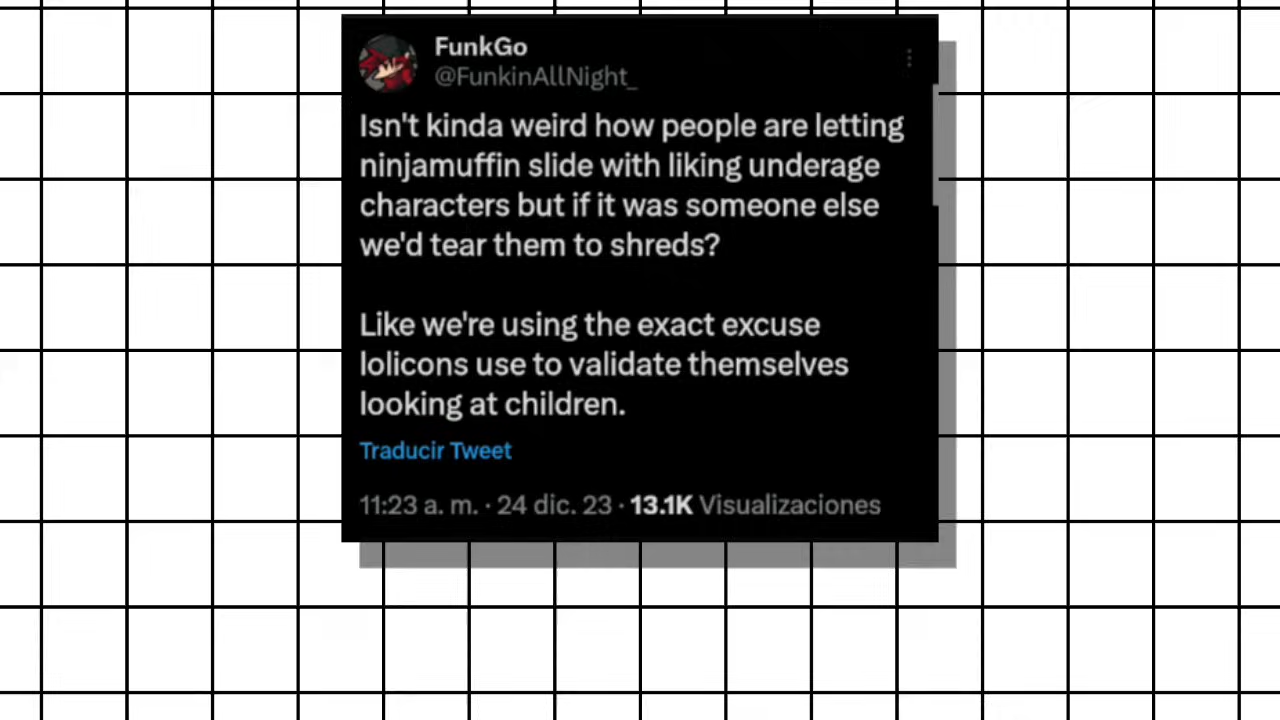 FunkGo
@FunkinAllNight_
Isn't kinda weird how people are letting
ninjamuffin slide with liking underage
characters but if it was someone else
we'd tear them to shreds?
Like we're using the exact excuse
lolicons use to validate themselves
looking at children.
Traducir Tweet
11:23 a. m. · 24 dic. 23 · 13.1K Visualizaciones